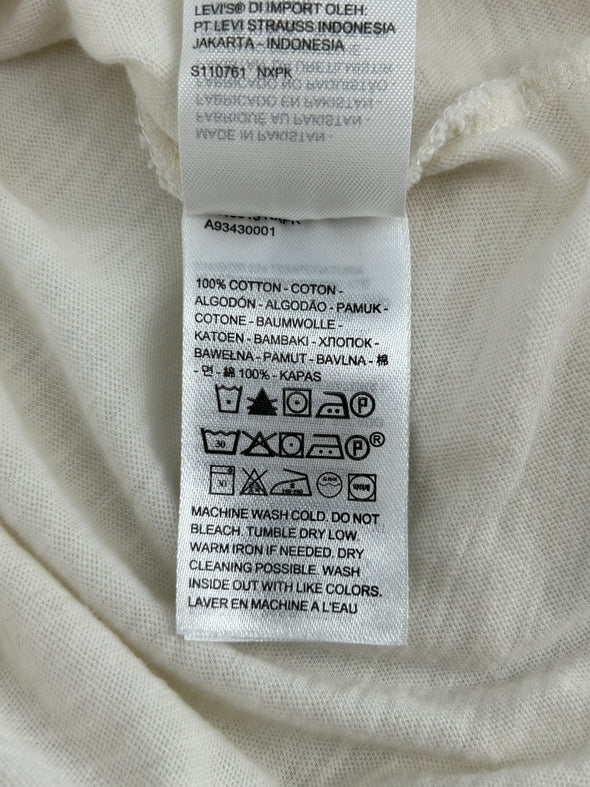 LEVI'S® DI IMPORT OLEH:
PT LEVI STRAUSS INDONESIA
JAKARTA - INDONESIA
S110761 NXPK
FABRICADO EN PAKISTAN -
FABRIQUÉ AU PAKISTAN -
MADE IN PAKISTAN -
A93430001
100% COTTON - COTON -
ALGODÓN - ALGODÃO - PAMUK -
COTONE - BAUMWOLLE -
KATOEN - BAMBAKI - ХЛОПОК -
BAWEŁNA - PAMUT - BAVLNA - 棉
- 면 - 綿 100% - KAPAS
P
30 P®
30
MACHINE WASH COLD. DO NOT
BLEACH. TUMBLE DRY LOW.
WARM IRON IF NEEDED. DRY
CLEANING POSSIBLE. WASH
INSIDE OUT WITH LIKE COLORS.
LAVER EN MACHINE A L'EAU